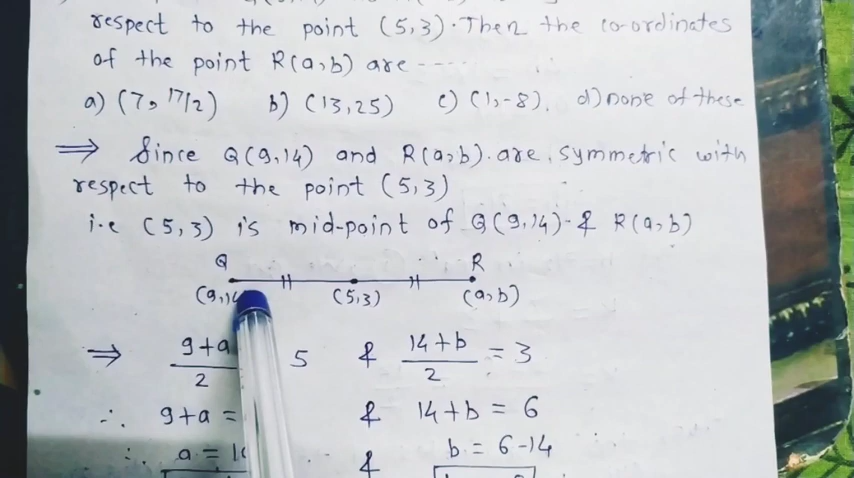 respect to the point (5,3). Then the co-ordinates
of the point R(a,b) are ----
a) (7, 17/2) b) (13,25) c) (1,-8). d) none of these
⇒ Since Q(9,14) and R(a,b). are, symmetric with
respect to the point (5,3)
i.e (5,3) is mid-point of Q(9,14) & R(a,b)
Q R
(9,14 (5,3) (a,b)
⇒ 9+a/2 5 & 14+b/2 = 3
∴ 9+a = & 14+b = 6
∴ a = 10 & b = 6-14